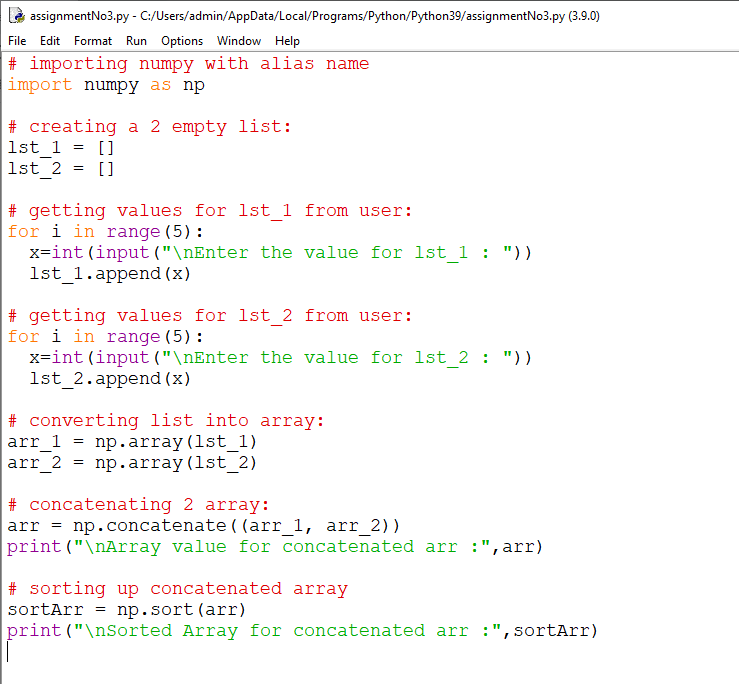 assignmentNo3.py - C:/Users/admin/AppData/Local/Programs/Python/Python39/assignmentNo3.py (3.9.0)
File Edit Format Run Options Window Help
# importing numpy with alias name
import numpy as np
# creating a 2 empty list:
lst_1 = []
lst_2 = []
# getting values for lst_1 from user:
for i in range(5):
  x=int(input("\nEnter the value for lst_1 : "))
  lst_1.append(x)
# getting values for lst_2 from user:
for i in range(5):
  x=int(input("\nEnter the value for lst_2 : "))
  lst_2.append(x)
# converting list into array:
arr_1 = np.array(lst_1)
arr_2 = np.array(lst_2)
# concatenating 2 array:
arr = np.concatenate((arr_1, arr_2))
print("\nArray value for concatenated arr :",arr)
# sorting up concatenated array
sortArr = np.sort(arr)
print("\nSorted Array for concatenated arr :",sortArr)